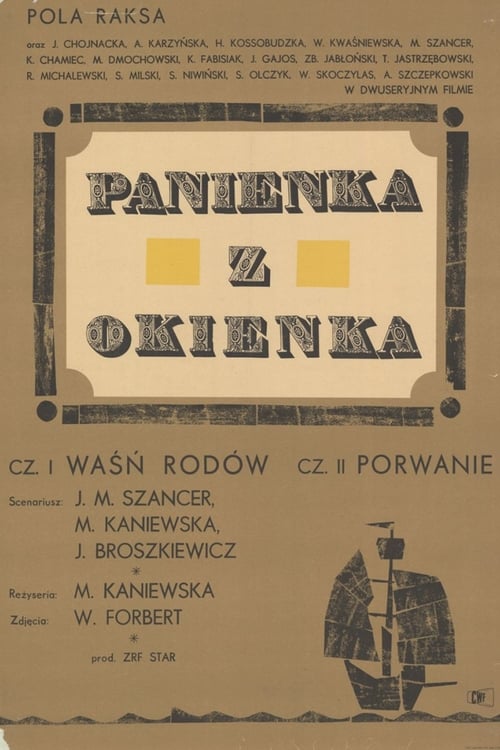 POLA RAKSA
oraz J. CHOJNACKA, A. KARZYŃSKA, H. KOSSOBUDZKA, W. KWAŚNIEWSKA, M. SZANCER,
K. CHAMIEC, M. DMOCHOWSKI, K. FABISIAK, J. GAJOS, ZB. JABŁOŃSKI, T. JASTRZĘBOWSKI,
R. MICHALEWSKI, S. MILSKI, S. NIWIŃSKI, S. OLCZYK, W. SKOCZYLAS, A. SZCZEPKOWSKI
W DWUSERYJNYM FILMIE
PANIENKA
Z
OKIENKA
CZ. I WAŚŃ RODÓW CZ. II PORWANIE
Scenariusz: J. M. SZANCER,
M. KANIEWSKA,
J. BROSZKIEWICZ
Reżyseria: M. KANIEWSKA
Zdjęcia: W. FORBERT
prod. ZRF STAR
CWF